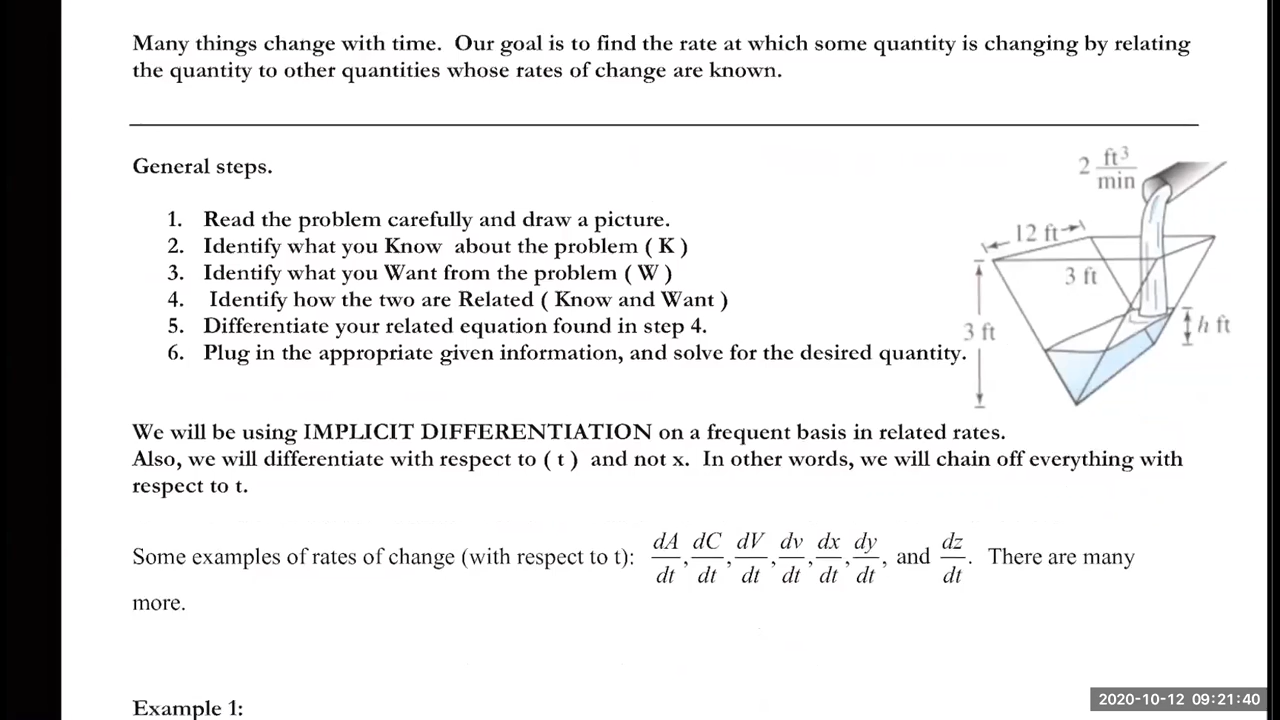 Many things change with time. Our goal is to find the rate at which some quantity is changing by relating
the quantity to other quantities whose rates of change are known.
General steps.
1. Read the problem carefully and draw a picture.
2. Identify what you Know about the problem ( K )
3. Identify what you Want from the problem ( W )
4. Identify how the two are Related ( Know and Want )
5. Differentiate your related equation found in step 4.
6. Plug in the appropriate given information, and solve for the desired quantity.
2 ft³/min
12 ft
3 ft
3 ft
h ft
We will be using IMPLICIT DIFFERENTIATION on a frequent basis in related rates.
Also, we will differentiate with respect to ( t ) and not x. In other words, we will chain off everything with
respect to t.
Some examples of rates of change (with respect to t): dA/dt, dC/dt, dV/dt, dv/dt, dx/dt, dy/dt, and dz/dt. There are many
more.
Example 1:
2020-10-12 09:21:40